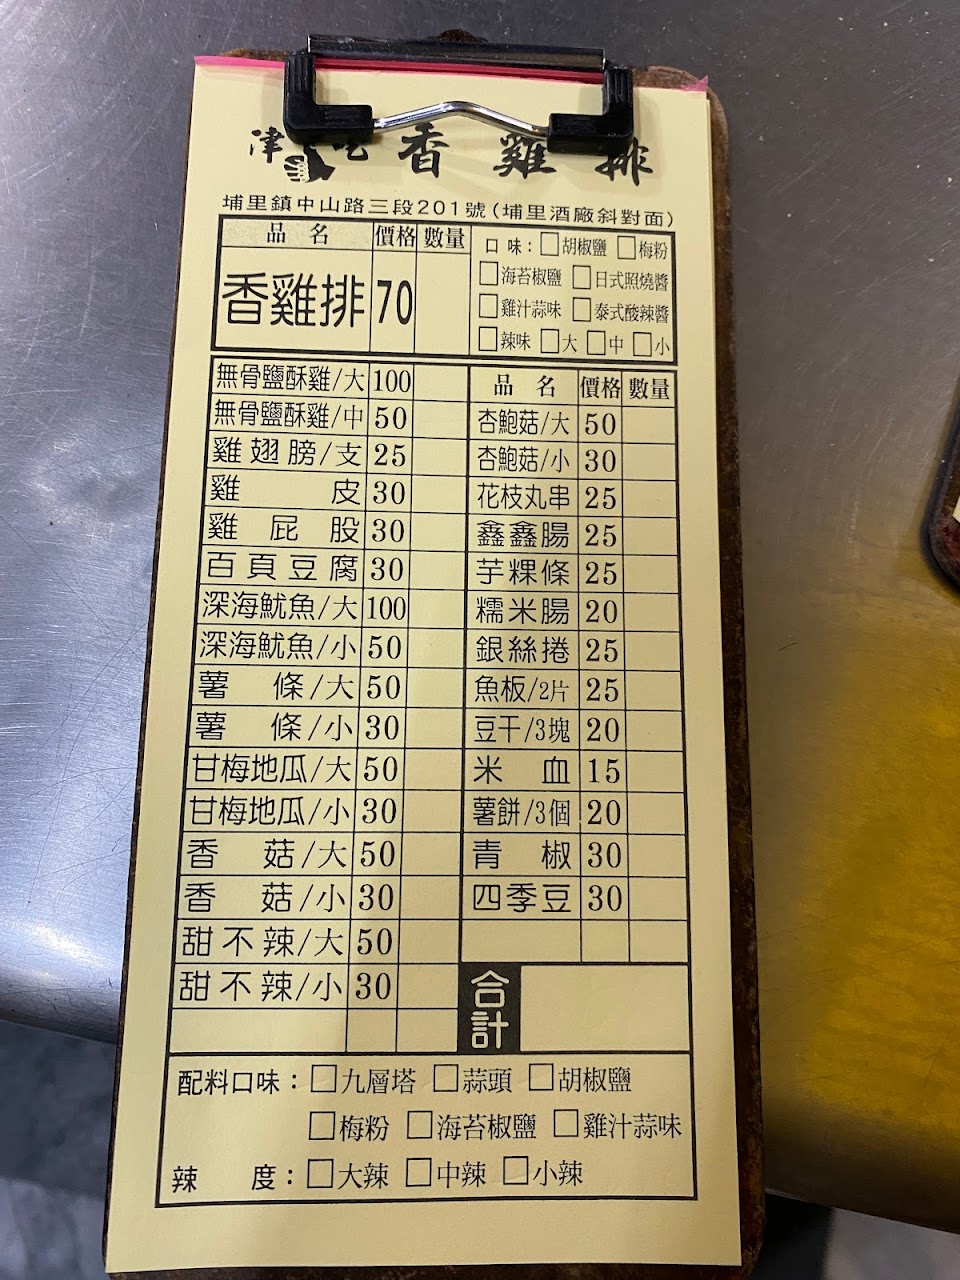 津 吃 香 雞 排
埔里鎮中山路三段201號(埔里酒廠斜對面)
品 名 價格 數量
香雞排 70
口 味：□胡椒鹽 □梅粉
□海苔椒鹽 □日式照燒醬
□雞汁蒜味 □泰式酸辣醬
□辣味 □大 □中 □小
無骨鹽酥雞/大 100
無骨鹽酥雞/中 50
雞翅膀/支 25
雞皮 30
雞屁股 30
百頁豆腐 30
深海魷魚/大 100
深海魷魚/小 50
薯條/大 50
薯條/小 30
甘梅地瓜/大 50
甘梅地瓜/小 30
香菇/大 50
香菇/小 30
甜不辣/大 50
甜不辣/小 30
品 名 價格 數量
杏鮑菇/大 50
杏鮑菇/小 30
花枝丸串 25
鑫鑫腸 25
芋粿條 25
糯米腸 20
銀絲捲 25
魚板/2片 25
豆干/3塊 20
米血 15
薯餅/3個 20
青椒 30
四季豆 30
合計
配料口味：□九層塔 □蒜頭 □胡椒鹽
□梅粉 □海苔椒鹽 □雞汁蒜味
辣 度：□大辣 □中辣 □小辣